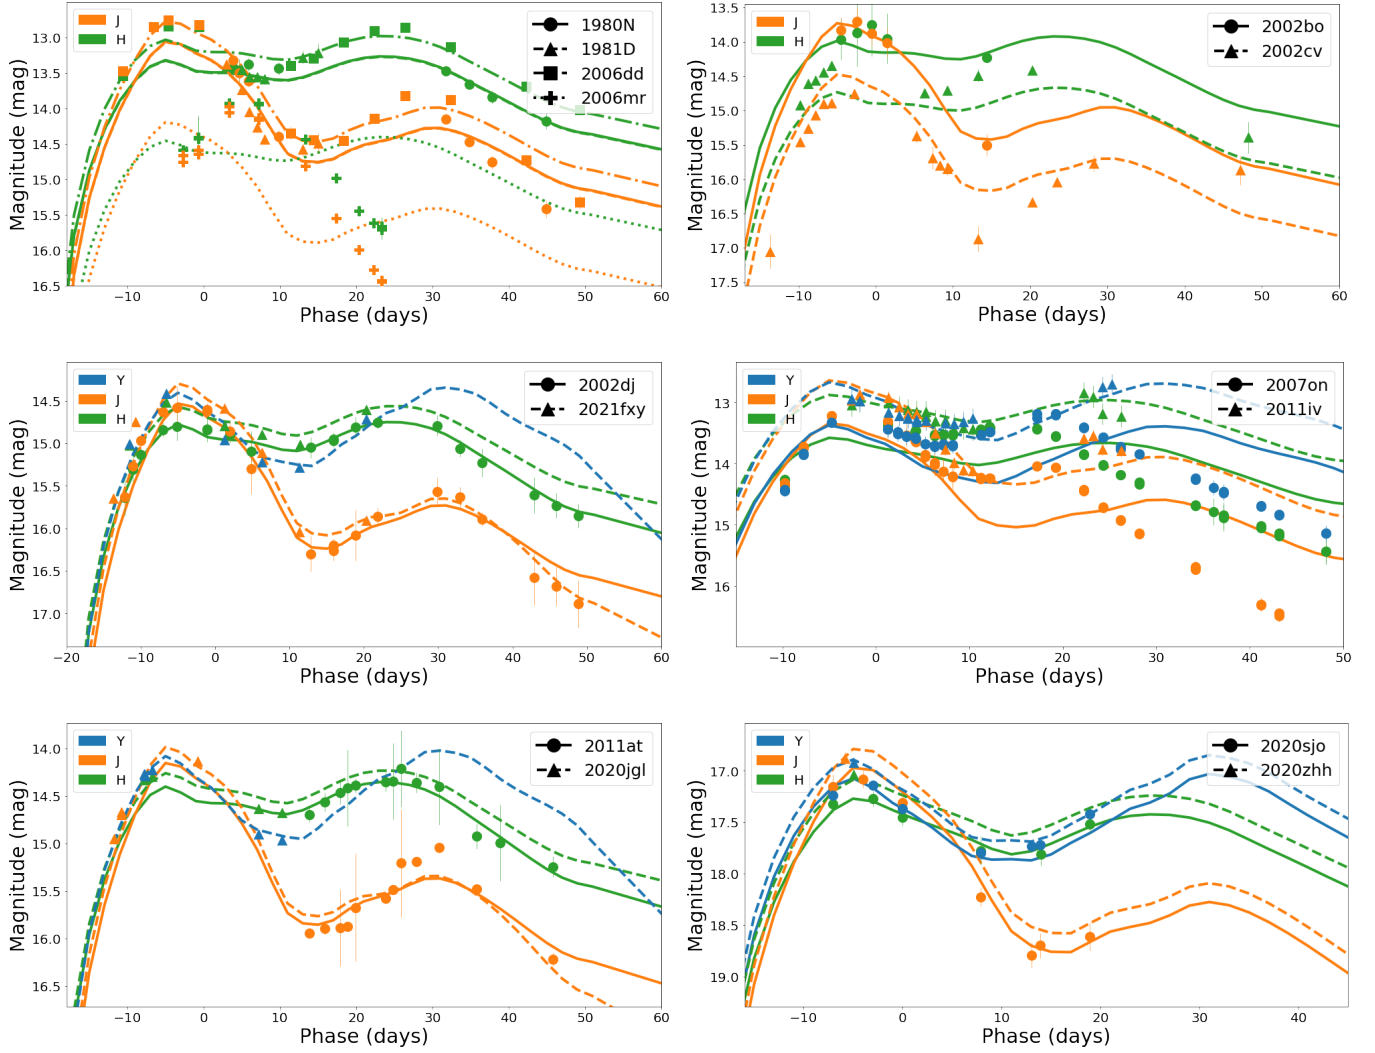 J
H
1980N
1981D
2006dd
2006mr
13.0
13.5
14.0
14.5
15.0
15.5
16.0
16.5
Magnitude (mag)
−10 0 10 20 30 40 50 60
Phase (days)
J
H
2002bo
2002cv
13.5
14.0
14.5
15.0
15.5
16.0
16.5
17.0
17.5
Magnitude (mag)
−10 0 10 20 30 40 50 60
Phase (days)
Y
J
H
2002dj
2021fxy
14.5
15.0
15.5
16.0
16.5
17.0
Magnitude (mag)
−20 −10 0 10 20 30 40 50 60
Phase (days)
Y
J
H
2007on
2011iv
13
14
15
16
Magnitude (mag)
−10 0 10 20 30 40 50
Phase (days)
Y
J
H
2011at
2020jgl
14.0
14.5
15.0
15.5
16.0
16.5
Magnitude (mag)
−10 0 10 20 30 40 50 60
Phase (days)
Y
J
H
2020sjo
2020zhh
17.0
17.5
18.0
18.5
19.0
Magnitude (mag)
−10 0 10 20 30 40
Phase (days)